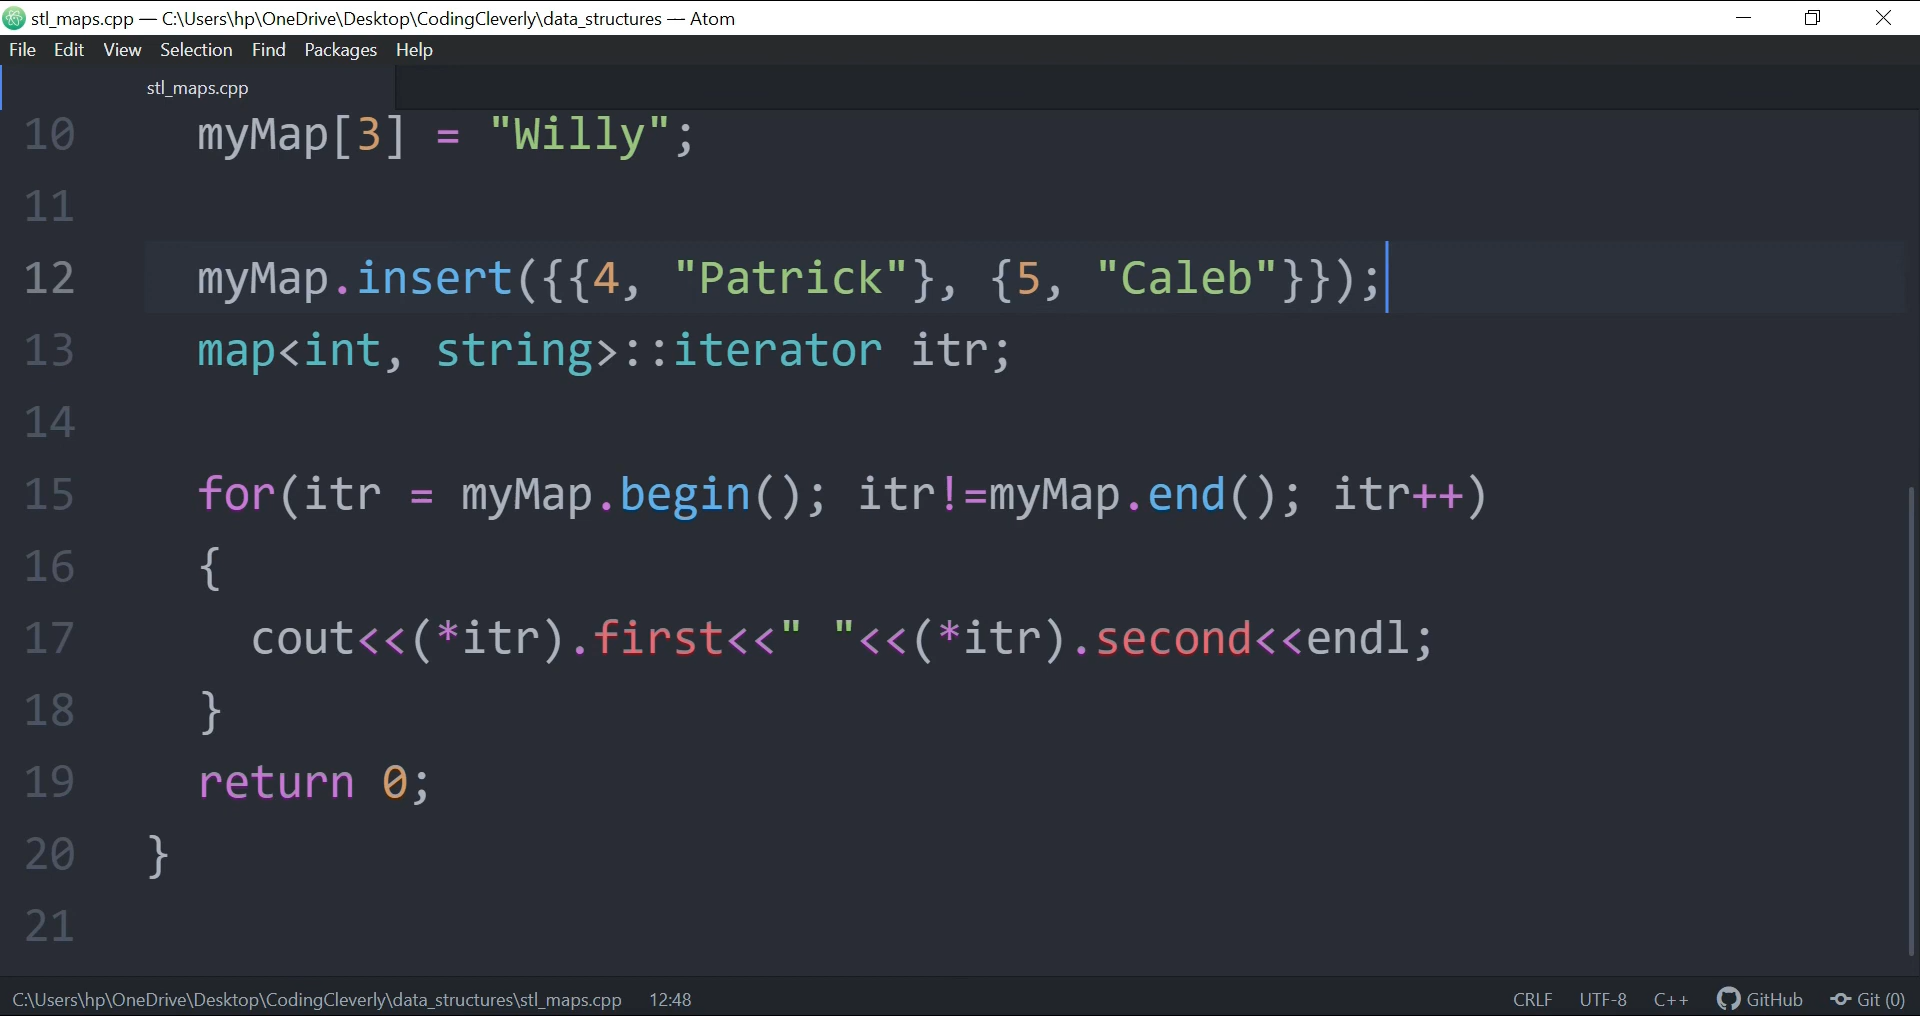 stl_maps.cpp — C:\Users\hp\OneDrive\Desktop\CodingCleverly\data_structures — Atom
File Edit View Selection Find Packages Help
stl_maps.cpp
10 myMap[3] = "Willy";
11
12 myMap.insert({{4, "Patrick"}, {5, "Caleb"}});
13 map<int, string>::iterator itr;
14
15 for(itr = myMap.begin(); itr!=myMap.end(); itr++)
16 {
17 cout<<(*itr).first<<" "<<(*itr).second<<endl;
18 }
19 return 0;
20 }
21
C:\Users\hp\OneDrive\Desktop\CodingCleverly\data_structures\stl_maps.cpp 12:48 CRLF UTF-8 C++ GitHub Git (0)